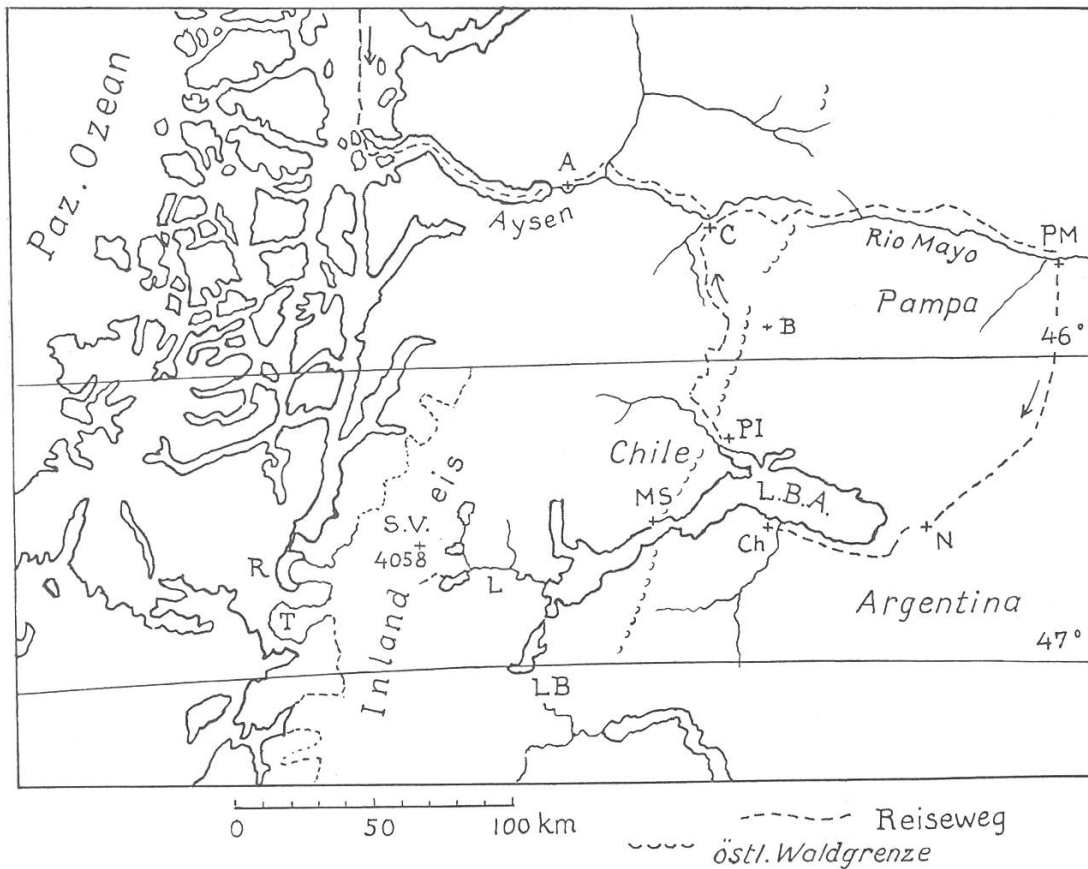 Paz. Ozean
A
Aysen
C
Rio Mayo
PM
Pampa
B
46°
PI
Chile
L.B.A.
MS
S.V.
4058
Inlandeis
Ch
N
R
L
T
Argentina
47°
LB
0 50 100 km
Reiseweg
östl. Waldgrenze